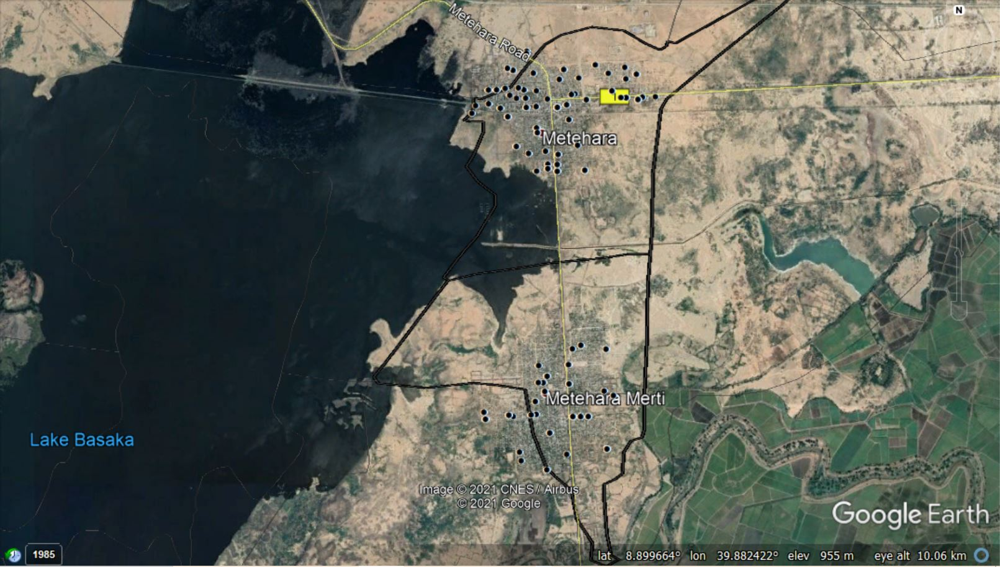 N
Metehara Road
1
Metehara
Metehara Merti
Lake Basaka
Image © 2021 CNES / Airbus
© 2021 Google
Google Earth
1985
lat 8.899664° lon 39.882422° elev 955 m eye alt 10.06 km